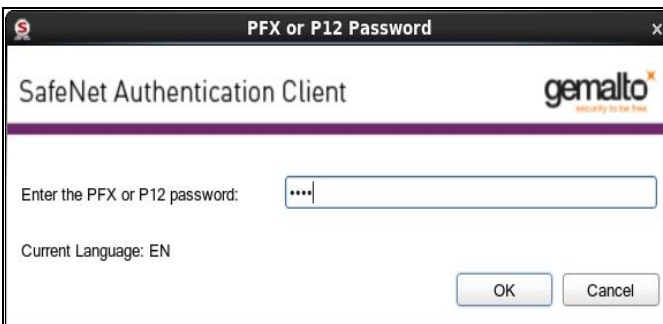 PFX or P12 Password
x
SafeNet Authentication Client
gemalto
security to be free
Enter the PFX or P12 password:
••••
Current Language: EN
OK
Cancel